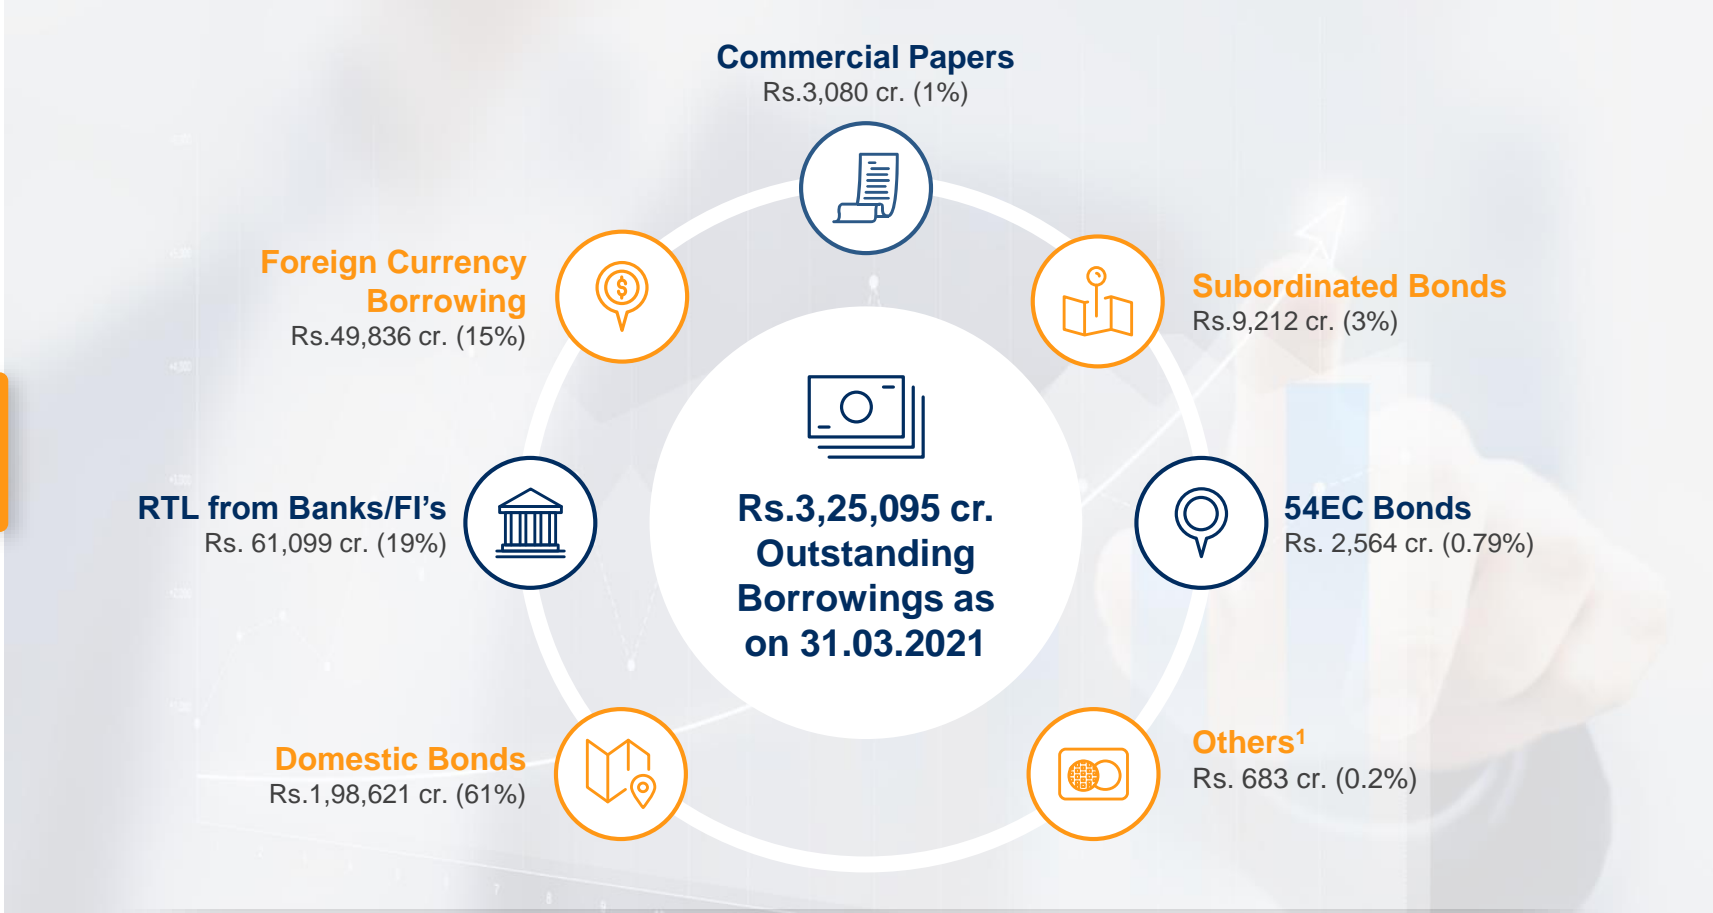 Commercial Papers
Rs.3,080 cr. (1%)
Foreign Currency
Borrowing
Rs.49,836 cr. (15%)
Subordinated Bonds
Rs.9,212 cr. (3%)
RTL from Banks/FI’s
Rs. 61,099 cr. (19%)
Rs.3,25,095 cr.
Outstanding
Borrowings as
on 31.03.2021
54EC Bonds
Rs. 2,564 cr. (0.79%)
Domestic Bonds
Rs.1,98,621 cr. (61%)
Others¹
Rs. 683 cr. (0.2%)